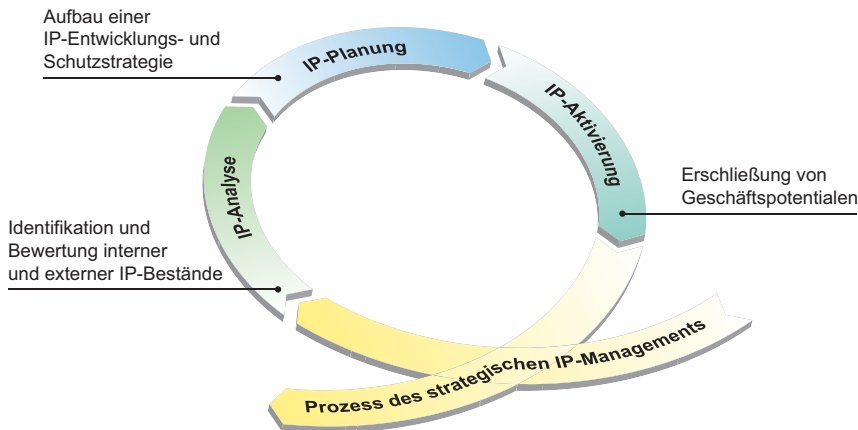 Aufbau einer
IP-Entwicklungs- und
Schutzstrategie
IP-Planung
IP-Aktivierung
Erschließung von
Geschäftspotentialen
IP-Analyse
Identifikation und
Bewertung interner
und externer IP-Bestände
Prozess des strategischen IP-Managements